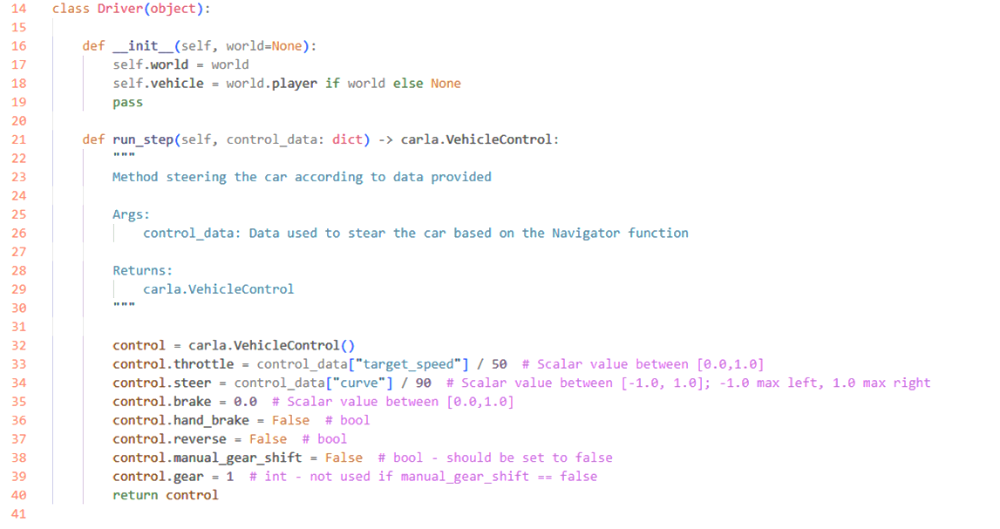 14 class Driver(object):
15
16     def __init__(self, world=None):
17         self.world = world
18         self.vehicle = world.player if world else None
19         pass
20
21     def run_step(self, control_data: dict) -> carla.VehicleControl:
22         """
23         Method steering the car according to data provided
24
25         Args:
26             control_data: Data used to stear the car based on the Navigator function
27
28         Returns:
29             carla.VehicleControl
30         """
31
32         control = carla.VehicleControl()
33         control.throttle = control_data["target_speed"] / 50  # Scalar value between [0.0,1.0]
34         control.steer = control_data["curve"] / 90  # Scalar value between [-1.0, 1.0]; -1.0 max left, 1.0 max right
35         control.brake = 0.0  # Scalar value between [0.0,1.0]
36         control.hand_brake = False  # bool
37         control.reverse = False  # bool
38         control.manual_gear_shift = False  # bool - should be set to false
39         control.gear = 1  # int - not used if manual_gear_shift == false
40         return control
41